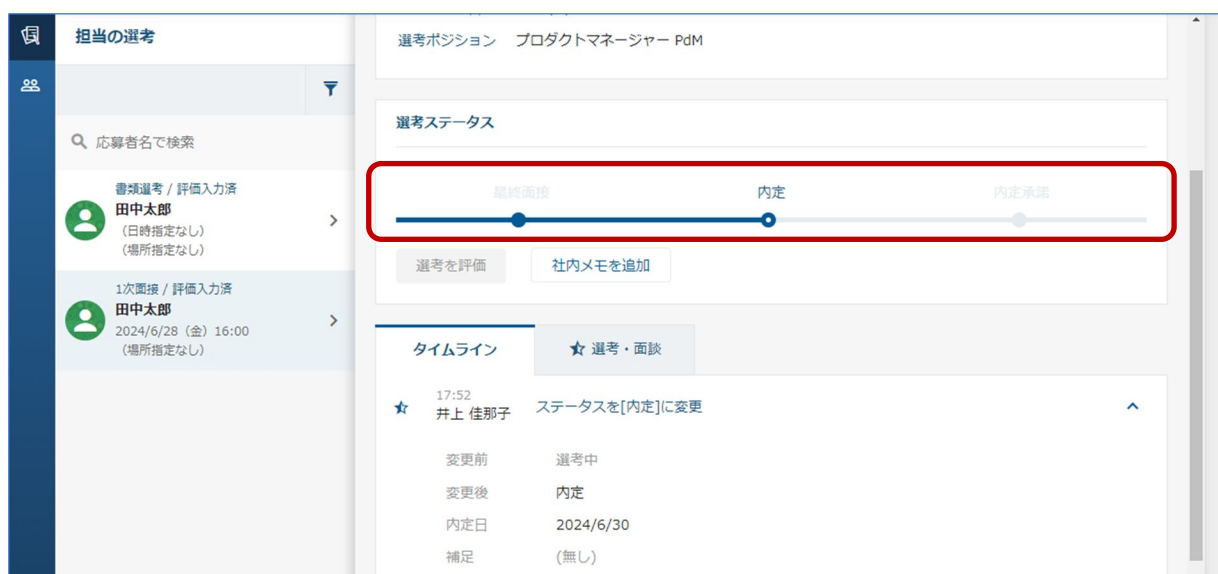 担当の選考
応募者名で検索
書類選考 / 評価入力済
田中太郎
（日時指定なし）
（場所指定なし）
1次面接 / 評価入力済
田中太郎
2024/6/28（金）16:00
（場所指定なし）
選考ポジション プロダクトマネージャー PdM
選考ステータス
最終面接 内定 内定承諾
選考を評価 社内メモを追加
タイムライン 選考・面談
17:52
井上 佳那子 ステータスを[内定]に変更
変更前 選考中
変更後 内定
内定日 2024/6/30
補足 (無し)